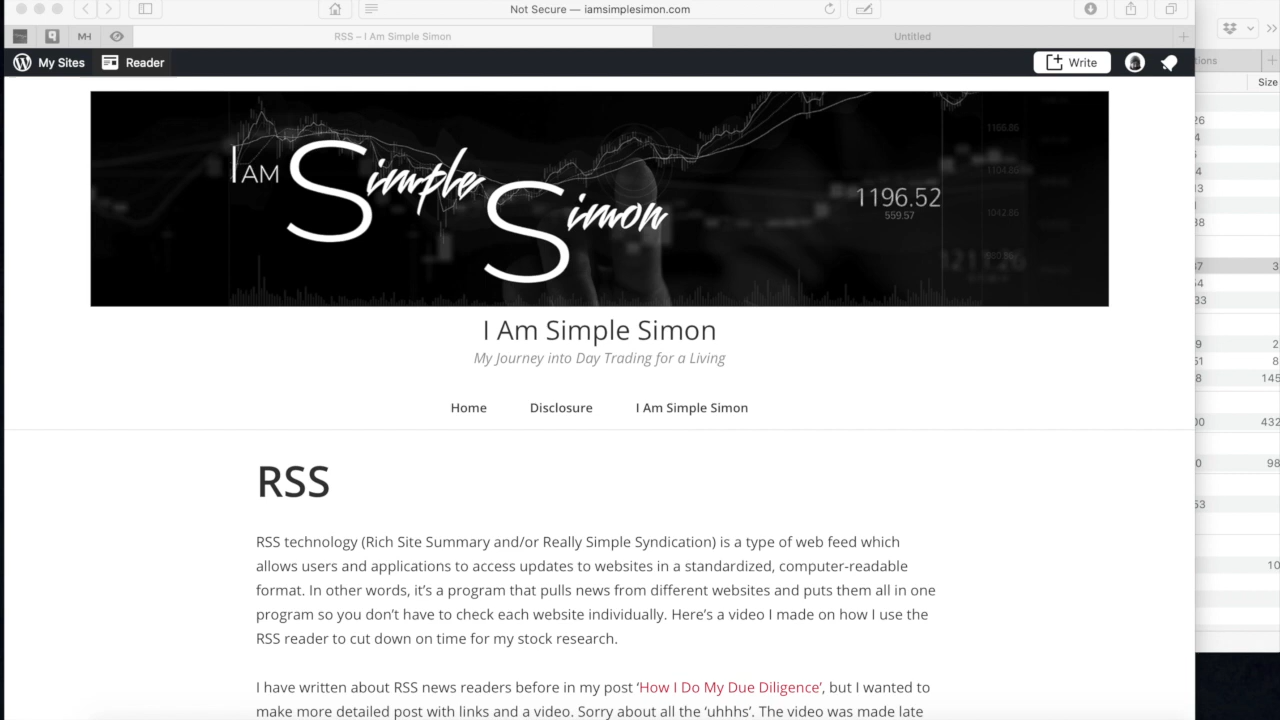 Not Secure — iamsimplesimon.com
MH
RSS – I Am Simple Simon
Untitled
My Sites
Reader
Write
tions
Size
I AM Simple Simon
1196.52
559.57
1042.86
I Am Simple Simon
My Journey into Day Trading for a Living
Home
Disclosure
I Am Simple Simon
RSS
RSS technology (Rich Site Summary and/or Really Simple Syndication) is a type of web feed which
allows users and applications to access updates to websites in a standardized, computer-readable
format. In other words, it’s a program that pulls news from different websites and puts them all in one
program so you don’t have to check each website individually. Here’s a video I made on how I use the
RSS reader to cut down on time for my stock research.
I have written about RSS news readers before in my post ‘How I Do My Due Diligence’, but I wanted to
make more detailed post with links and a video. Sorry about all the ‘uhhhs’. The video was made late